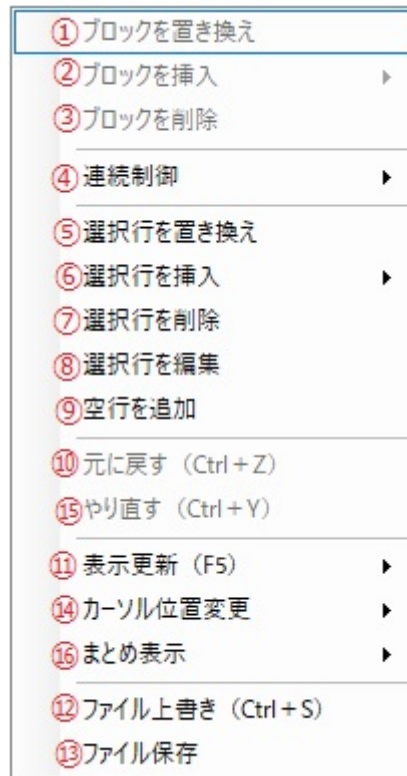 ①ブロックを置き換え
②ブロックを挿入
③ブロックを削除
④連続制御
⑤選択行を置き換え
⑥選択行を挿入
⑦選択行を削除
⑧選択行を編集
⑨空行を追加
⑩元に戻す（Ctrl+Z）
⑮やり直す（Ctrl+Y）
⑪表示更新（F5）
⑭カーソル位置変更
⑯まとめ表示
⑫ファイル上書き（Ctrl+S）
⑬ファイル保存